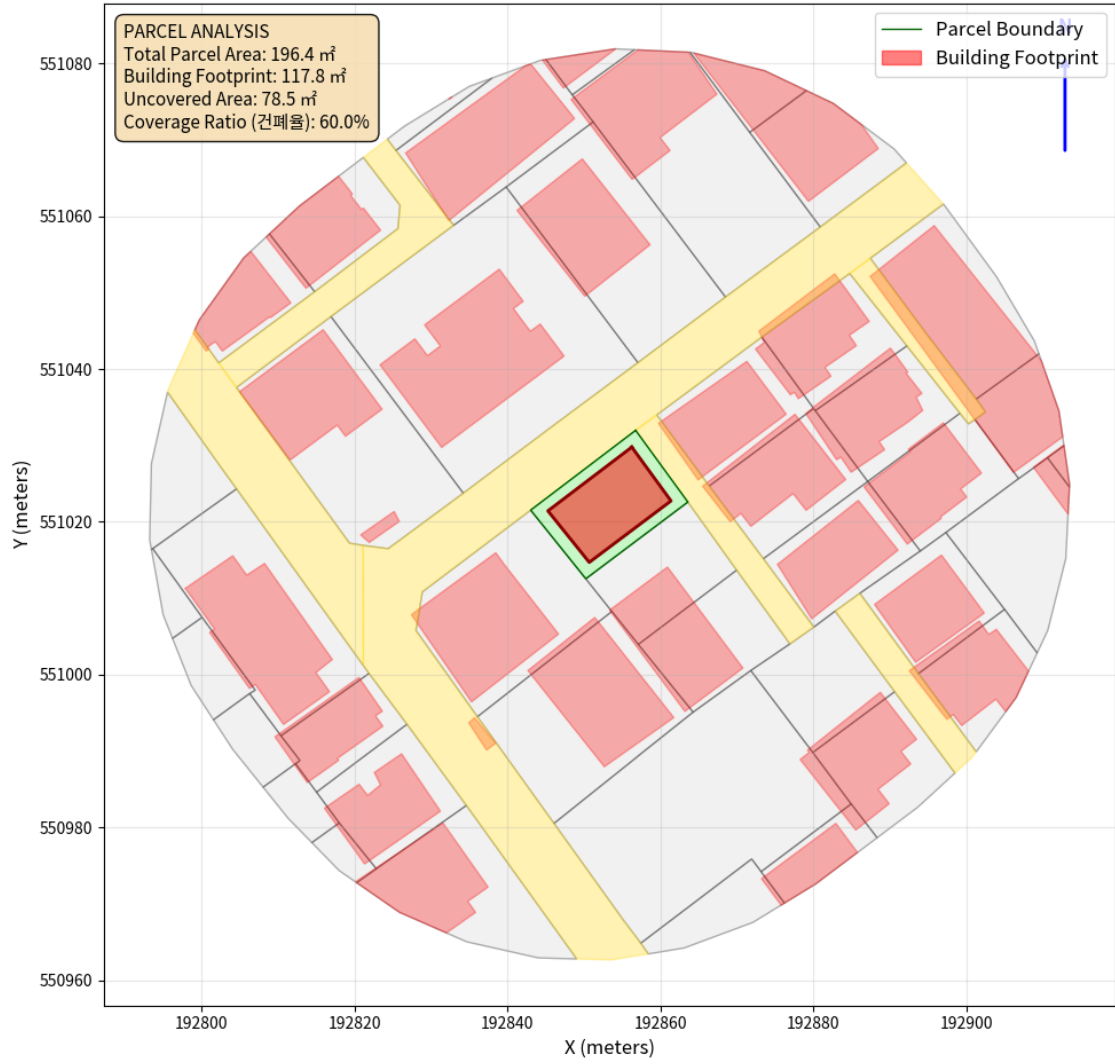 PARCEL ANALYSIS
Total Parcel Area: 196.4 ㎡
Building Footprint: 117.8 ㎡
Uncovered Area: 78.5 ㎡
Coverage Ratio (건폐율): 60.0%
Parcel Boundary
Building Footprint
N
551080
551060
551040
551020
551000
550980
550960
Y (meters)
192800
192820
192840
192860
192880
192900
X (meters)